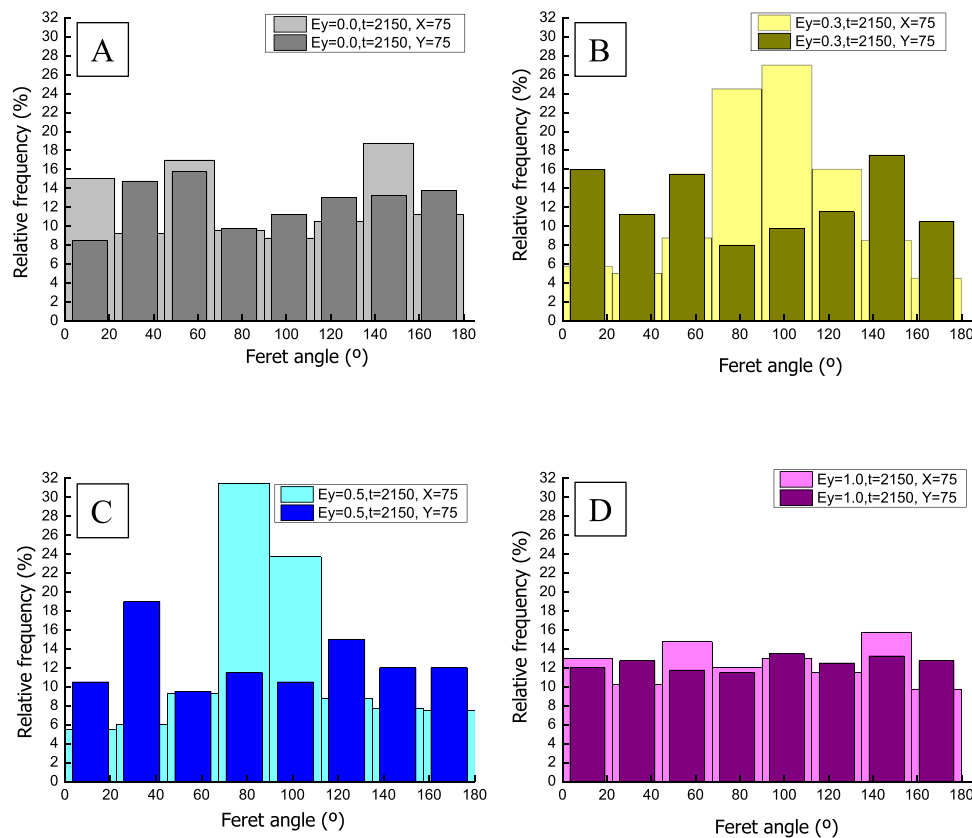 A
Ey=0.0,t=2150, X=75
Ey=0.0,t=2150, Y=75
Relative frequency (%)
32
30
28
26
24
22
20
18
16
14
12
10
8
6
4
2
0
0 20 40 60 80 100 120 140 160 180
Feret angle (º)
B
Ey=0.3,t=2150, X=75
Ey=0.3,t=2150, Y=75
Relative frequency (%)
32
30
28
26
24
22
20
18
16
14
12
10
8
6
4
2
0
0 20 40 60 80 100 120 140 160 180
Feret angle (º)
C
Ey=0.5,t=2150, X=75
Ey=0.5,t=2150, Y=75
Relative frequency (%)
32
30
28
26
24
22
20
18
16
14
12
10
8
6
4
2
0
0 20 40 60 80 100 120 140 160 180
Feret angle (º)
D
Ey=1.0,t=2150, X=75
Ey=1.0,t=2150, Y=75
Relative frequency (%)
32
30
28
26
24
22
20
18
16
14
12
10
8
6
4
2
0
0 20 40 60 80 100 120 140 160 180
Feret angle (º)